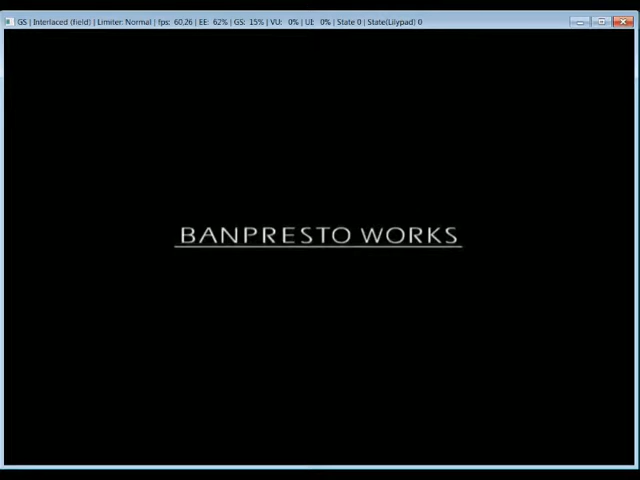 GS | Interlaced (field) | Limiter: Normal | fps: 60,26 | EE: 62% | GS: 15% | VU: 0% | UI: 0% | State 0 | State(Lilypad) 0
BANPRESTO WORKS